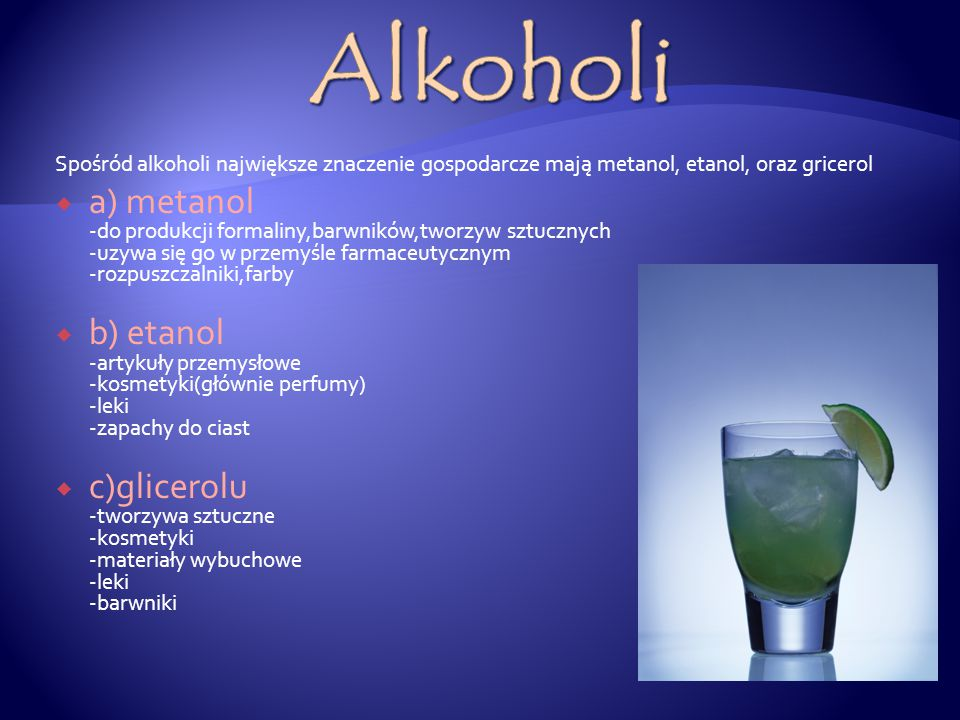 Alkoholi
Spośród alkoholi największe znaczenie gospodarcze mają metanol, etanol, oraz gricerol
a) metanol
-do produkcji formaliny,barwników,tworzyw sztucznych
-uzywa się go w przemyśle farmaceutycznym
-rozpuszczalniki,farby
b) etanol
-artykuły przemysłowe
-kosmetyki(głównie perfumy)
-leki
-zapachy do ciast
c)glicerolu
-tworzywa sztuczne
-kosmetyki
-materiały wybuchowe
-leki
-barwniki